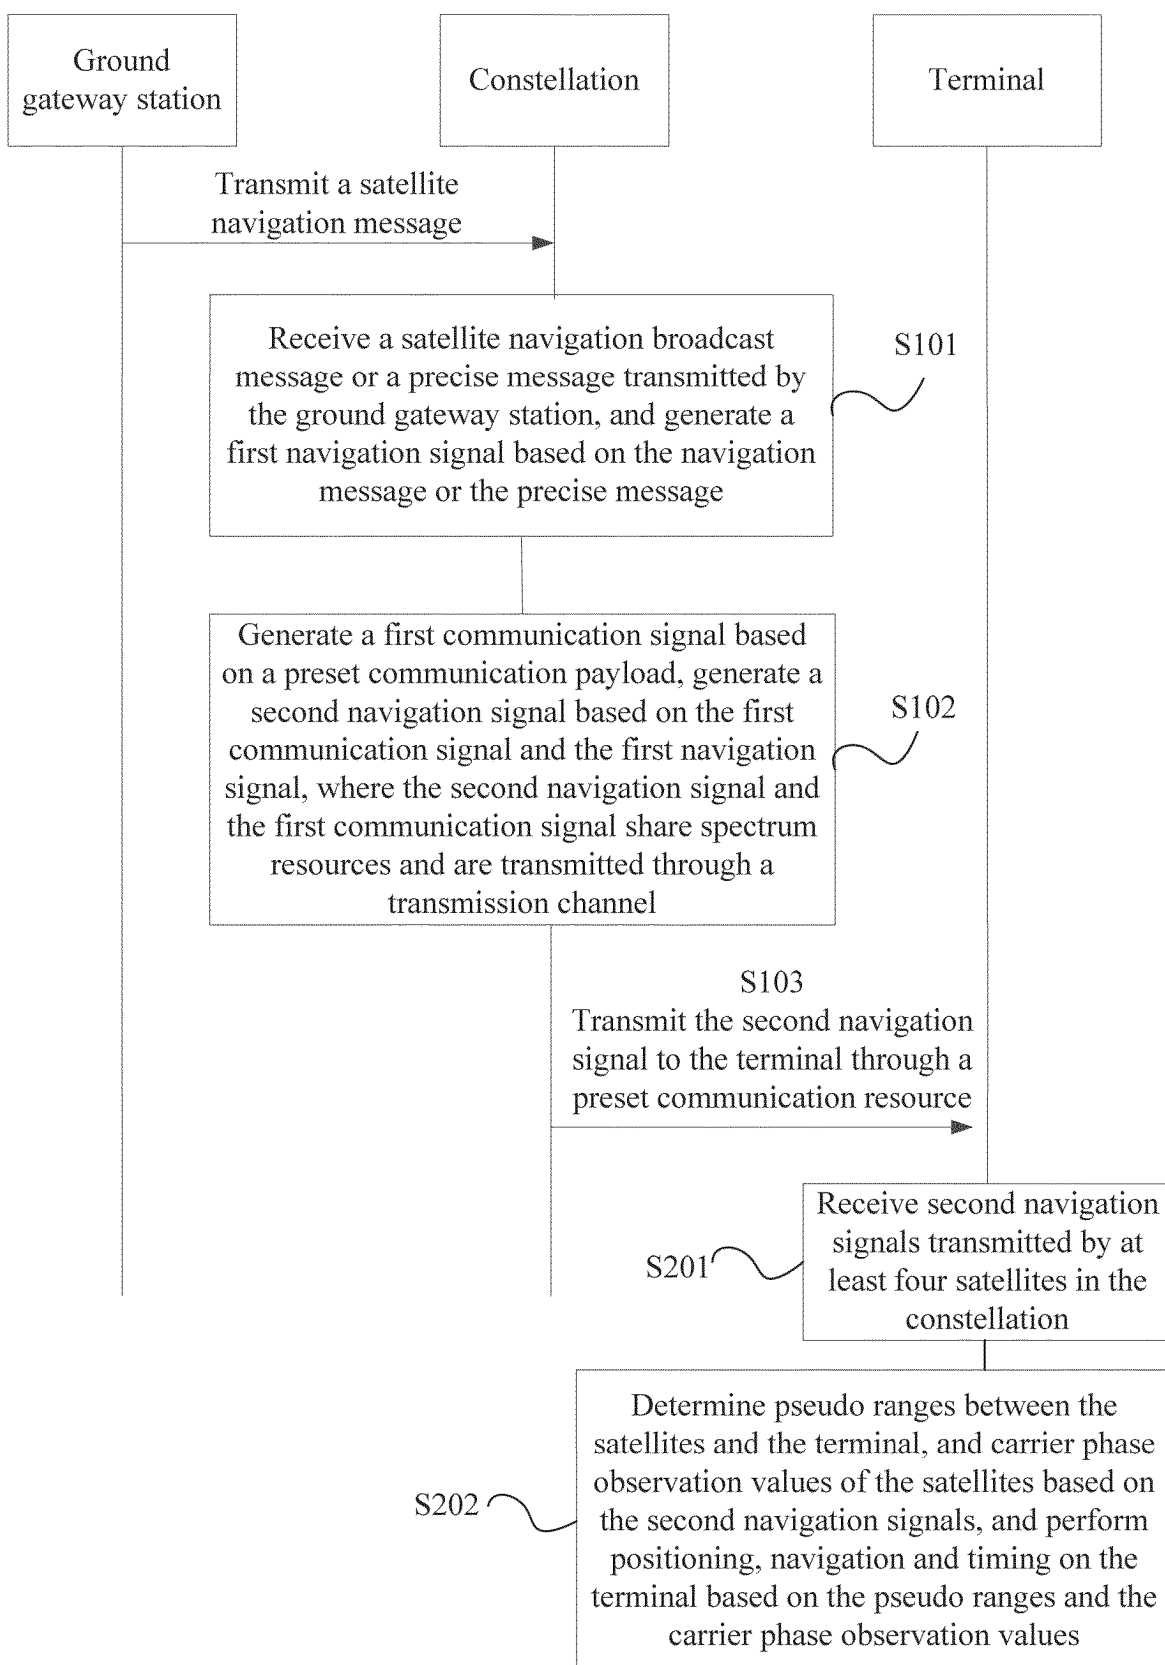 Ground
gateway station
Constellation
Terminal
Transmit a satellite
navigation message
Receive a satellite navigation broadcast
message or a precise message transmitted by
the ground gateway station, and generate a
first navigation signal based on the navigation
message or the precise message
S101
Generate a first communication signal based
on a preset communication payload, generate a
second navigation signal based on the first
communication signal and the first navigation
signal, where the second navigation signal and
the first communication signal share spectrum
resources and are transmitted through a
transmission channel
S102
S103
Transmit the second navigation
signal to the terminal through a
preset communication resource
Receive second navigation
signals transmitted by at
least four satellites in the
constellation
S201
Determine pseudo ranges between the
satellites and the terminal, and carrier phase
observation values of the satellites based on
the second navigation signals, and perform
positioning, navigation and timing on the
terminal based on the pseudo ranges and the
carrier phase observation values
S202